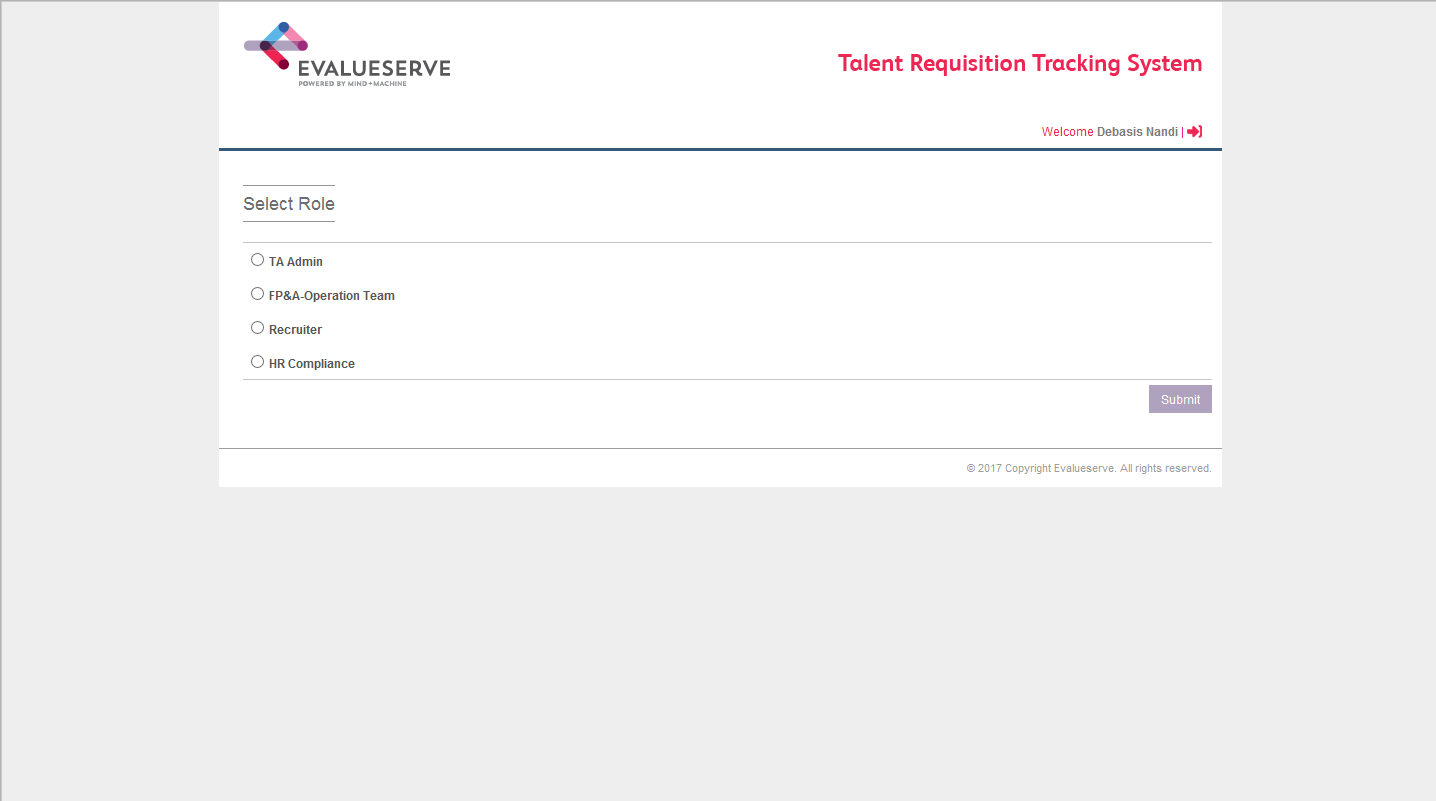 EVALUESERVE
POWERED BY MIND+MACHINE
Talent Requisition Tracking System
Welcome Debasis Nandi |
Select Role
TA Admin
FP&A-Operation Team
Recruiter
HR Compliance
Submit
© 2017 Copyright Evalueserve. All rights reserved.